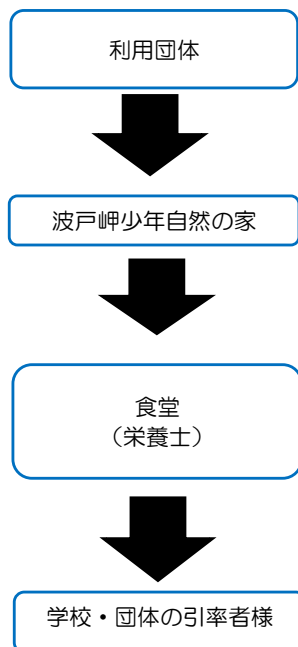 利用団体
波戸岬少年自然の家
食堂
（栄養士）
学校・団体の引率者様